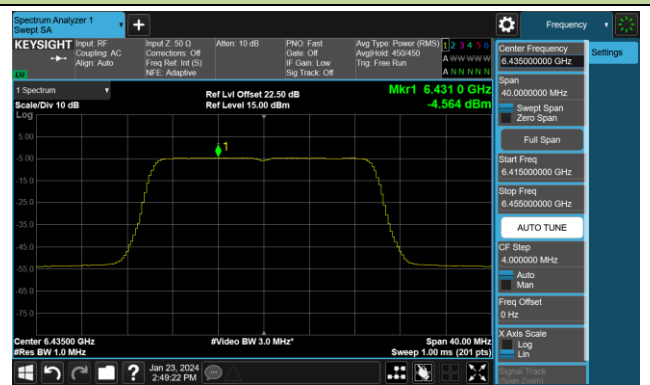 Spectrum Analyzer 1
Swept SA
Frequency
KEYSIGHT
Input: RF
Coupling: AC
Align: Auto
Input Z: 50 Ω
Corrections: Off
Freq Ref: Int (S)
NFE: Adaptive
Atten: 10 dB
PNO: Fast
Gate: Off
IF Gain: Low
Sig Track: Off
Avg Type: Power (RMS)
Avg|Hold: 450/450
Trig: Free Run
1 2 3 4 5 6
A W W W W W
A N N N N N
LW
Center Frequency
6.435000000 GHz
Settings
Span
40.0000000 MHz
Swept Span
Zero Span
Full Span
Start Freq
6.415000000 GHz
Stop Freq
6.455000000 GHz
AUTO TUNE
CF Step
4.000000 MHz
Auto
Man
Freq Offset
0 Hz
X Axis Scale
Log
Lin
Signal Track
(Span Zoom)
1 Spectrum
Scale/Div 10 dB
Log
Ref Lvl Offset 22.50 dB
Ref Level 15.00 dBm
Mkr1 6.431 0 GHz
-4.564 dBm
1
5.00
-5.00
-15.0
-25.0
-35.0
-45.0
-55.0
-65.0
-75.0
Center 6.43500 GHz
#Res BW 1.0 MHz
#Video BW 3.0 MHz*
Span 40.00 MHz
Sweep 1.00 ms (201 pts)
Jan 23, 2024
2:49:22 PM